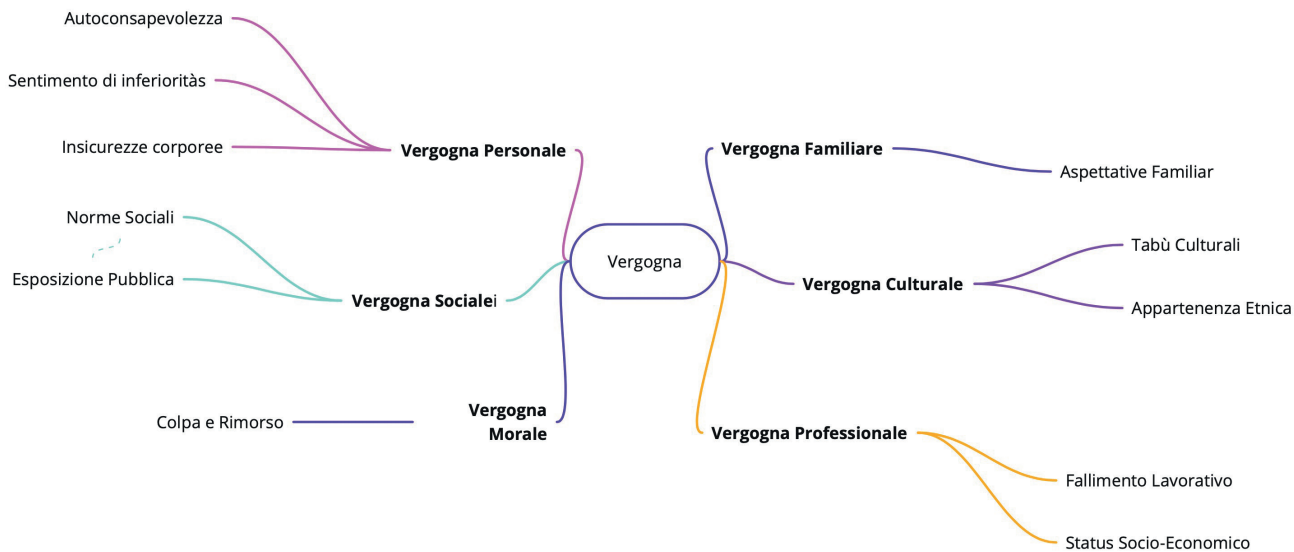 Autoconsapevolezza
Sentimento di inferioritàs
Insicurezze corporee
Vergogna Personale
Norme Sociali
Esposizione Pubblica
Vergogna Socialei
Colpa e Rimorso
Vergogna
Morale
Vergogna
Vergogna Familiare
Aspettative Familiar
Tabù Culturali
Vergogna Culturale
Appartenenza Etnica
Vergogna Professionale
Fallimento Lavorativo
Status Socio-Economico